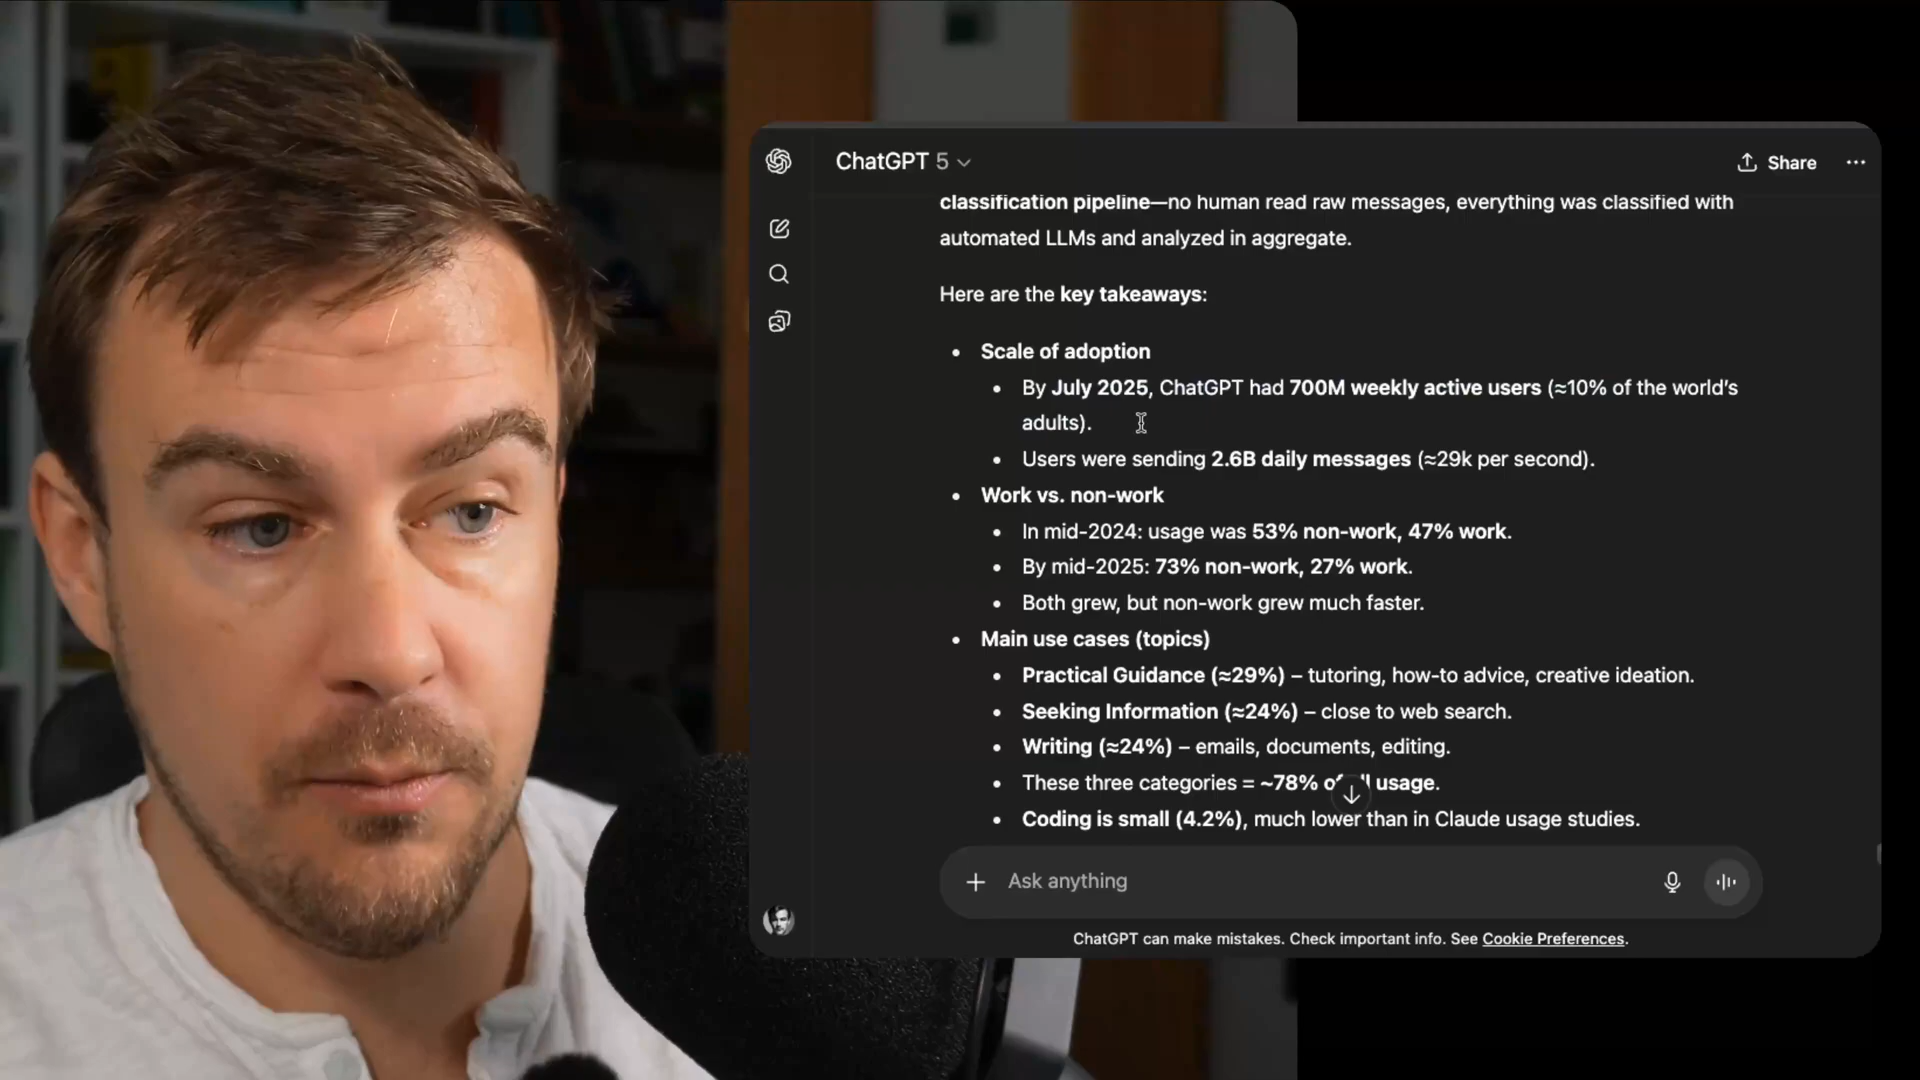 ChatGPT 5
Share
classification pipeline—no human read raw messages, everything was classified with
automated LLMs and analyzed in aggregate.
Here are the key takeaways:
• Scale of adoption
• By July 2025, ChatGPT had 700M weekly active users (≈10% of the world's
adults).
• Users were sending 2.6B daily messages (≈29k per second).
• Work vs. non-work
• In mid-2024: usage was 53% non-work, 47% work.
• By mid-2025: 73% non-work, 27% work.
• Both grew, but non-work grew much faster.
• Main use cases (topics)
• Practical Guidance (≈29%) – tutoring, how-to advice, creative ideation.
• Seeking Information (≈24%) – close to web search.
• Writing (≈24%) – emails, documents, editing.
• These three categories = ~78% of all usage.
• Coding is small (4.2%), much lower than in Claude usage studies.
Ask anything
ChatGPT can make mistakes. Check important info. See Cookie Preferences.